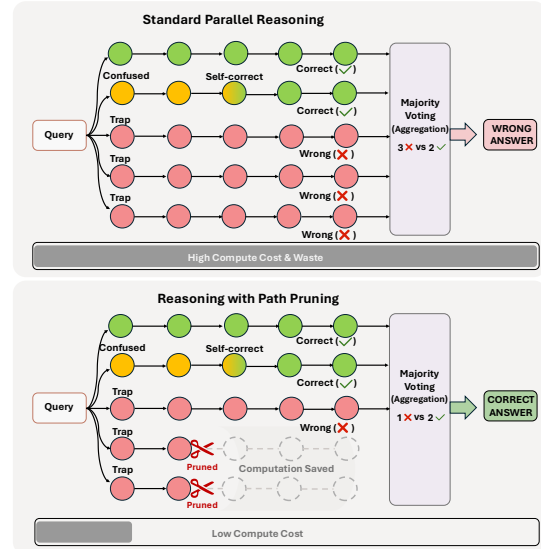 Standard Parallel Reasoning
Correct (✓)
Confused
Self-correct
Correct (✓)
Trap
Wrong (✗)
Trap
Wrong (✗)
Trap
Wrong (✗)
Query
Majority
Voting
(Aggregation)
3 ✗ vs 2 ✓
WRONG
ANSWER
High Compute Cost & Waste
Reasoning with Path Pruning
Correct (✓)
Confused
Self-correct
Correct (✓)
Trap
Wrong (✗)
Trap
Pruned
Computation Saved
Trap
Pruned
Query
Majority
Voting
(Aggregation)
1 ✗ vs 2 ✓
CORRECT
ANSWER
Low Compute Cost